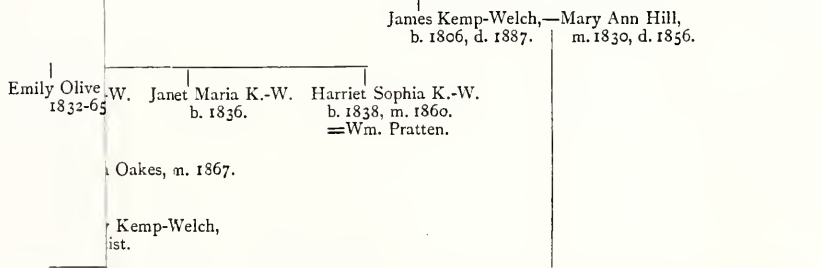 James Kemp-Welch,—Mary Ann Hill,
b. 1806, d. 1887. m. 1830, d. 1856.
Emily Olive .W. Janet Maria K.-W. Harriet Sophia K.-W.
1832-65 b. 1836. b. 1838, m. 1860.
=Wm. Pratten.
Oakes, m. 1867.
Kemp-Welch,
ist.